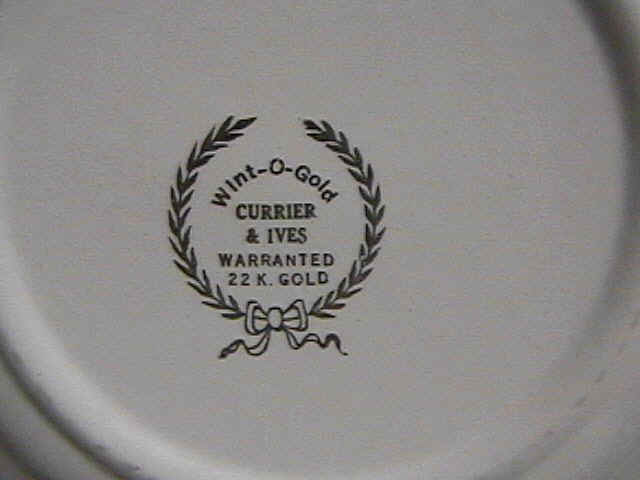 Wint-O-Gold
CURRIER
& IVES
WARRANTED
22 K. GOLD